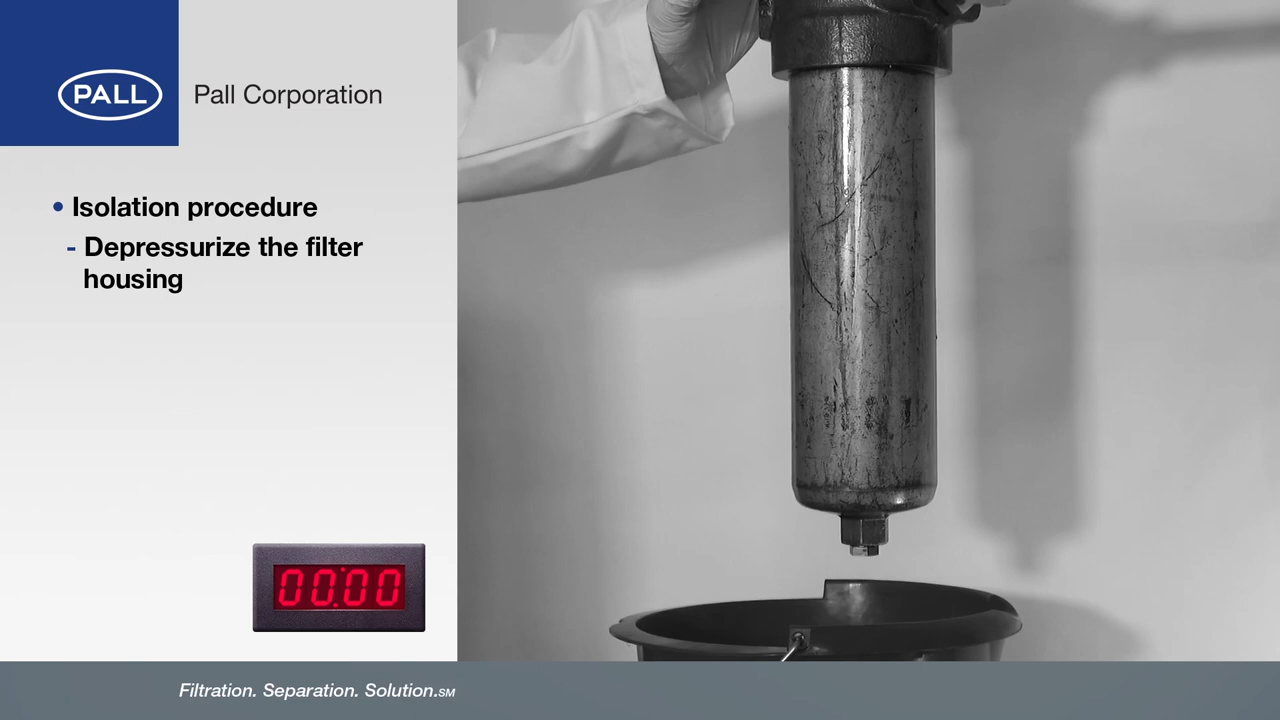 PALL
Pall Corporation
• Isolation procedure
- Depressurize the filter
housing
00:00
Filtration. Separation. Solution.SM